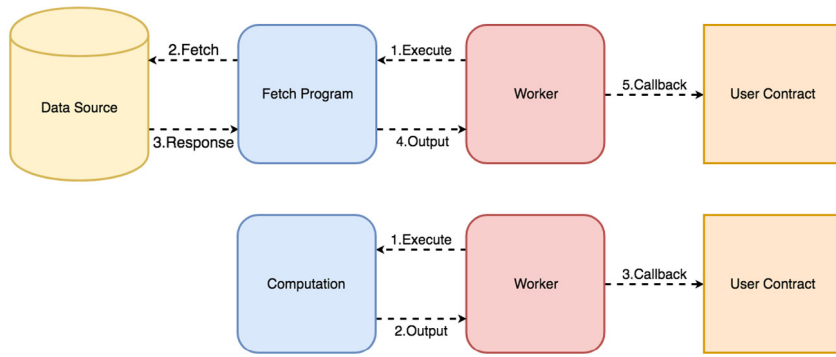 2.Fetch
1.Execute
Data Source
Fetch Program
Worker
5.Callback
User Contract
3.Response
4.Output
1.Execute
Computation
Worker
3.Callback
User Contract
2.Output